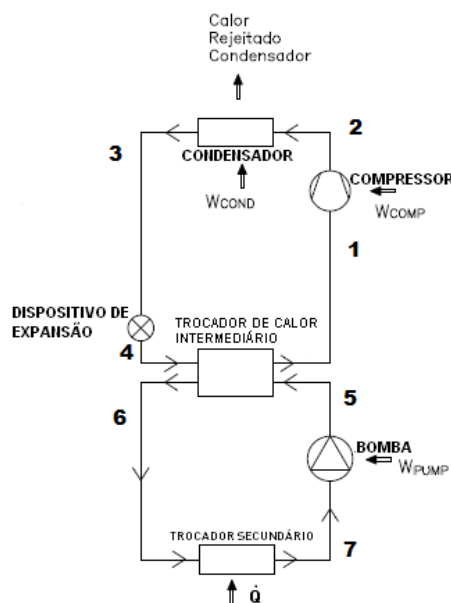 Calor
Rejeitado
Condensador
2
3
CONDENSADOR
COMPRESSOR
WCOND
WCOMP
1
DISPOSITIVO DE
EXPANSÃO
TROCADOR DE CALOR
INTERMEDIÁRIO
4
6
5
BOMBA
WPUMP
TROCADOR SECUNDÁRIO
7
Q̇